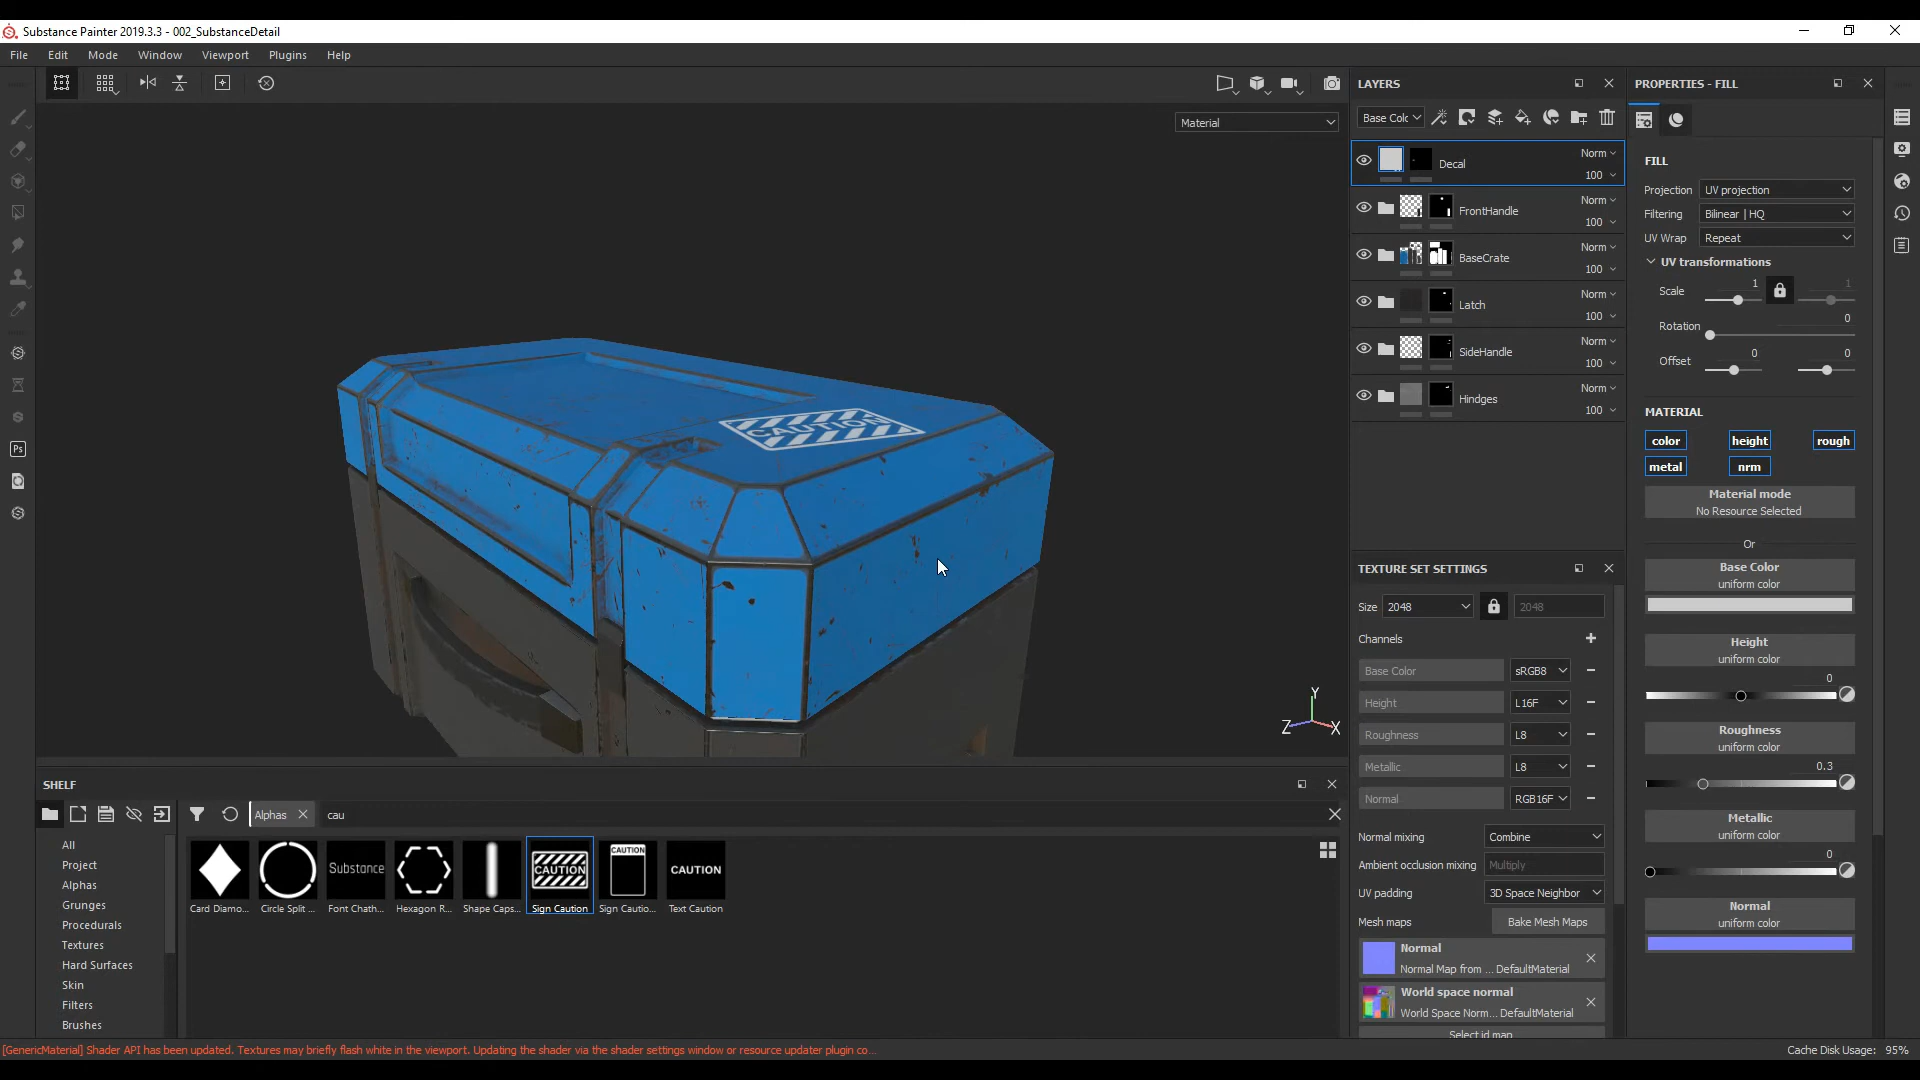 Substance Painter 2019.3.3 - 002_SubstanceDetail
File Edit Mode Window Viewport Plugins Help
Material
CAUTION
Y
Z
X
LAYERS
Base Colc
Decal
Norm
100
FrontHandle
Norm
100
BaseCrate
Norm
100
Latch
Norm
100
SideHandle
Norm
100
Hindges
Norm
100
TEXTURE SET SETTINGS
Size 2048 2048
Channels
Base Color sRGB8
Height L16F
Roughness L8
Metallic L8
Normal RGB16F
Normal mixing Combine
Ambient occlusion mixing Multiply
UV padding 3D Space Neighbor
Mesh maps Bake Mesh Maps
Normal
Normal Map from ... DefaultMaterial
World space normal
World Space Norm... DefaultMaterial
Select id map
PROPERTIES - FILL
FILL
Projection UV projection
Filtering Bilinear | HQ
UV Wrap Repeat
UV transformations
Scale 1 1
Rotation 0
Offset 0 0
MATERIAL
color height rough
metal nrm
Material mode
No Resource Selected
Or
Base Color
uniform color
Height
uniform color
0
Roughness
uniform color
0.3
Metallic
uniform color
0
Normal
uniform color
SHELF
Alphas cau
All
Project
Alphas
Grunges
Procedurals
Textures
Hard Surfaces
Skin
Filters
Brushes
Substance
CAUTION
CAUTION
CAUTION
Card Diamo... Circle Split ... Font Chath... Hexagon R... Shape Caps... Sign Caution Sign Cautio... Text Caution
Ps
[GenericMaterial] Shader API has been updated. Textures may briefly flash white in the viewport. Updating the shader via the shader settings window or resource updater plugin co...
Cache Disk Usage: 95%